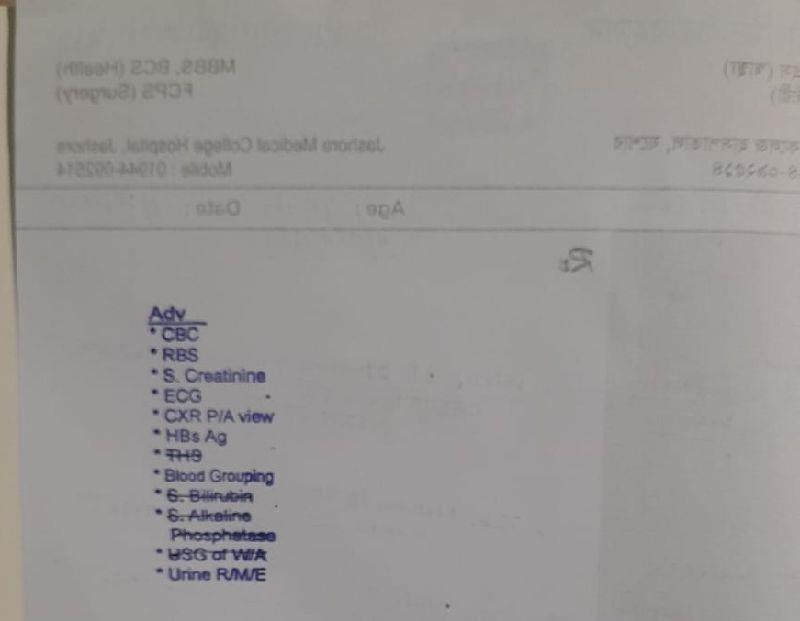 MBBS, BCS (Health)
FCPS (Surgery)
Jashore Medical College Hospital, Jashore
Age : Date :
Rx
Adv
* CBC
* RBS
* S. Creatinine
* ECG
* CXR P/A view
* HBs Ag
* Blood Grouping
* S. Bilirubin
* S. Alkaline
Phosphatase
* USG of W/A
* Urine R/M/E